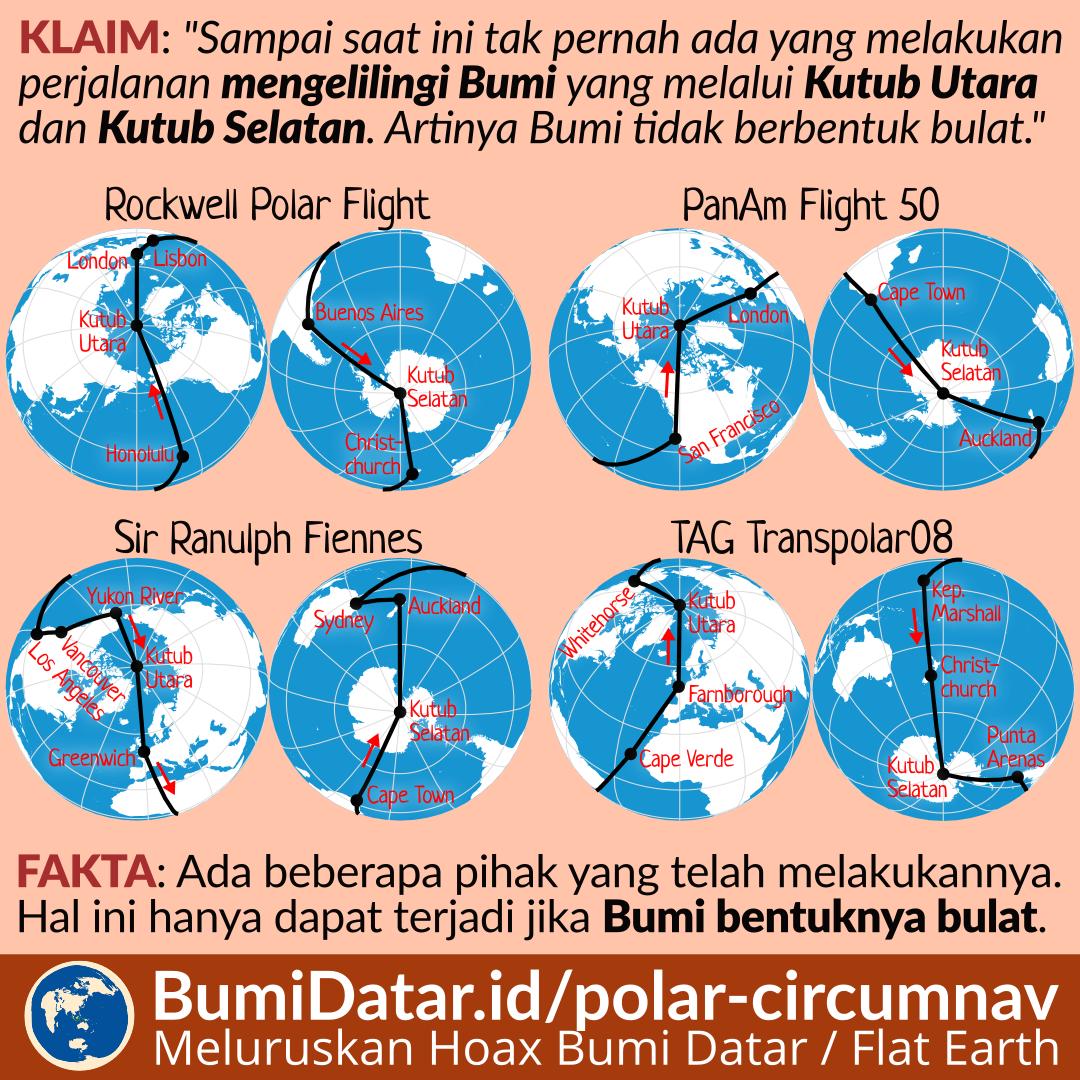 KLAIM: "Sampai saat ini tak pernah ada yang melakukan
perjalanan mengelilingi Bumi yang melalui Kutub Utara
dan Kutub Selatan. Artinya Bumi tidak berbentuk bulat."
Rockwell Polar Flight
London
Lisbon
Kutub
Utara
Honolulu
Buenos Aires
Kutub
Selatan
Christ-
church
PanAm Flight 50
Kutub
Utara
London
San Francisco
Cape Town
Kutub
Selatan
Auckland
Sir Ranulph Fiennes
Yukon River
Vancouver
Los Angeles
Kutub
Utara
Greenwich
Sydney
Auckland
Kutub
Selatan
Cape Town
TAG Transpolar08
Whitehorse
Kutub
Utara
Farnborough
Cape Verde
Kep.
Marshall
Christ-
church
Punta
Arenas
Kutub
Selatan
FAKTA: Ada beberapa pihak yang telah melakukannya.
Hal ini hanya dapat terjadi jika Bumi bentuknya bulat.
BumiDatar.id/polar-circumnav
Meluruskan Hoax Bumi Datar / Flat Earth